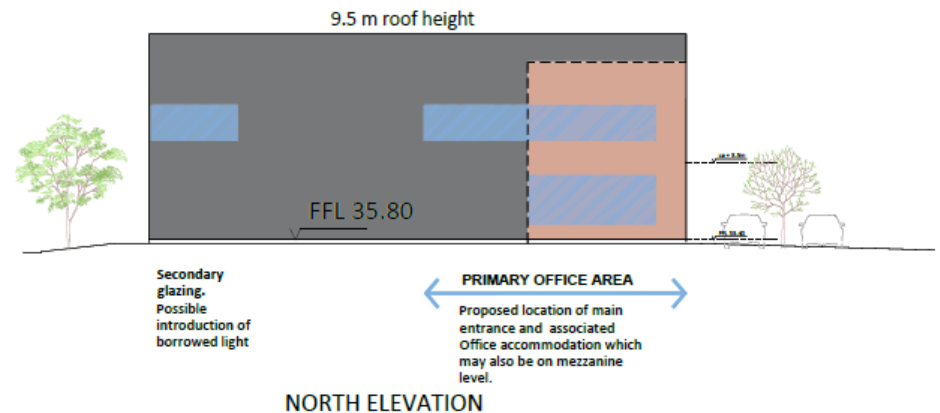 9.5 m roof height
FFL 35.80
Secondary
glazing.
Possible
introduction of
borrowed light
PRIMARY OFFICE AREA
Proposed location of main
entrance and associated
Office accommodation which
may also be on mezzanine
level.
NORTH ELEVATION